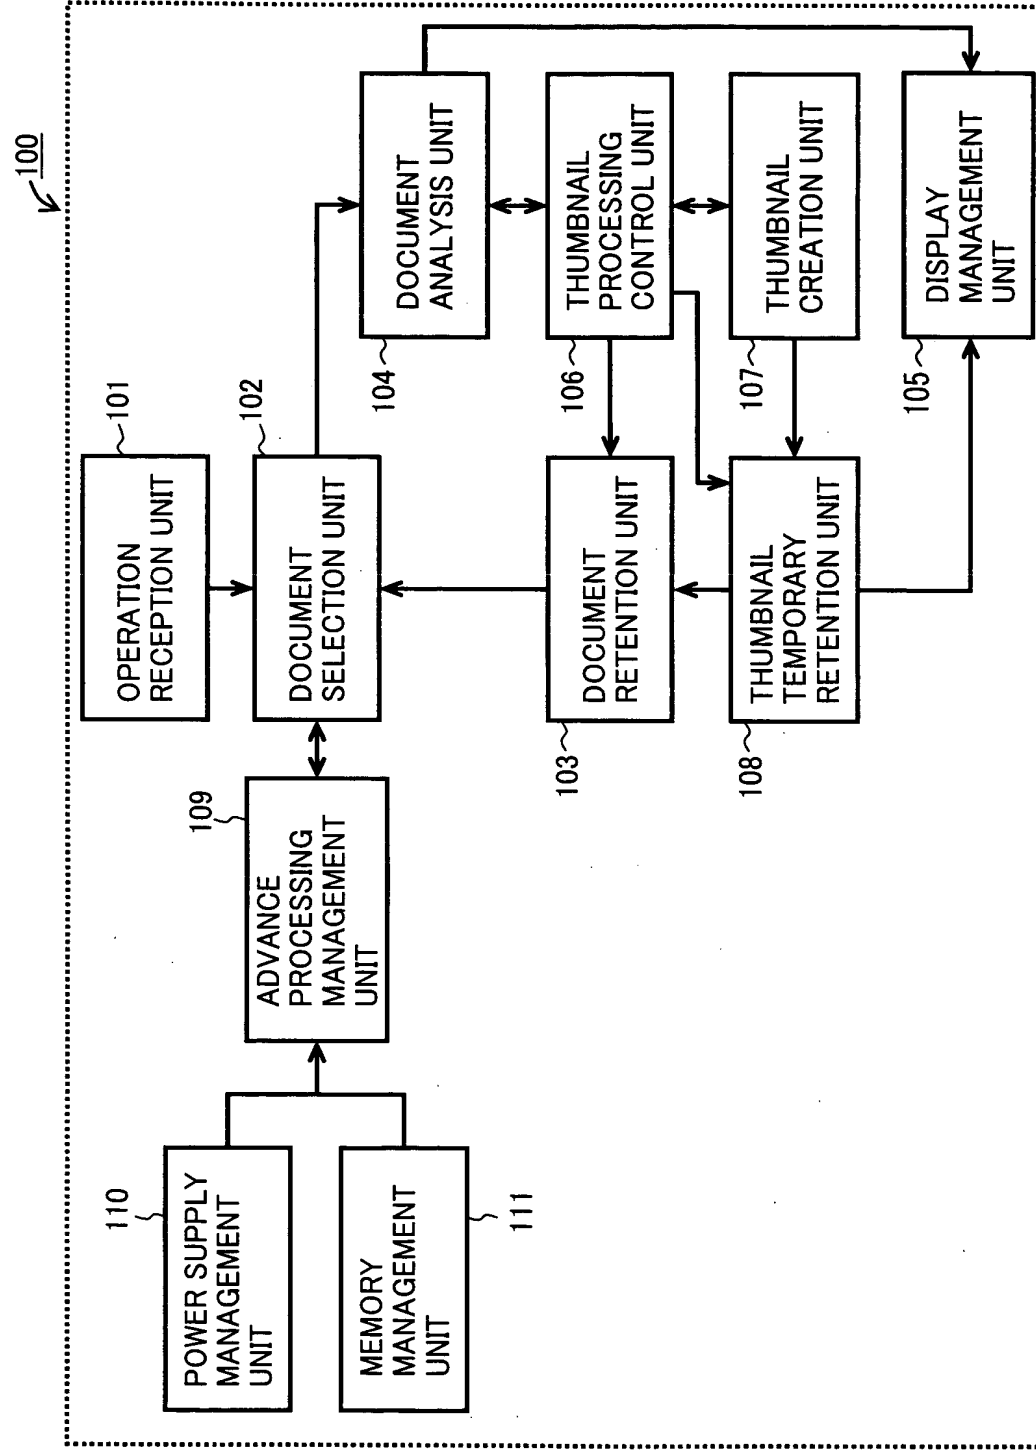 100
101
OPERATION
RECEPTION UNIT
102
DOCUMENT
SELECTION UNIT
104
DOCUMENT
ANALYSIS UNIT
106
THUMBNAIL
PROCESSING
CONTROL UNIT
107
THUMBNAIL
CREATION UNIT
105
DISPLAY
MANAGEMENT
UNIT
103
DOCUMENT
RETENTION UNIT
108
THUMBNAIL
TEMPORARY
RETENTION UNIT
109
ADVANCE
PROCESSING
MANAGEMENT
UNIT
110
POWER SUPPLY
MANAGEMENT
UNIT
111
MEMORY
MANAGEMENT
UNIT